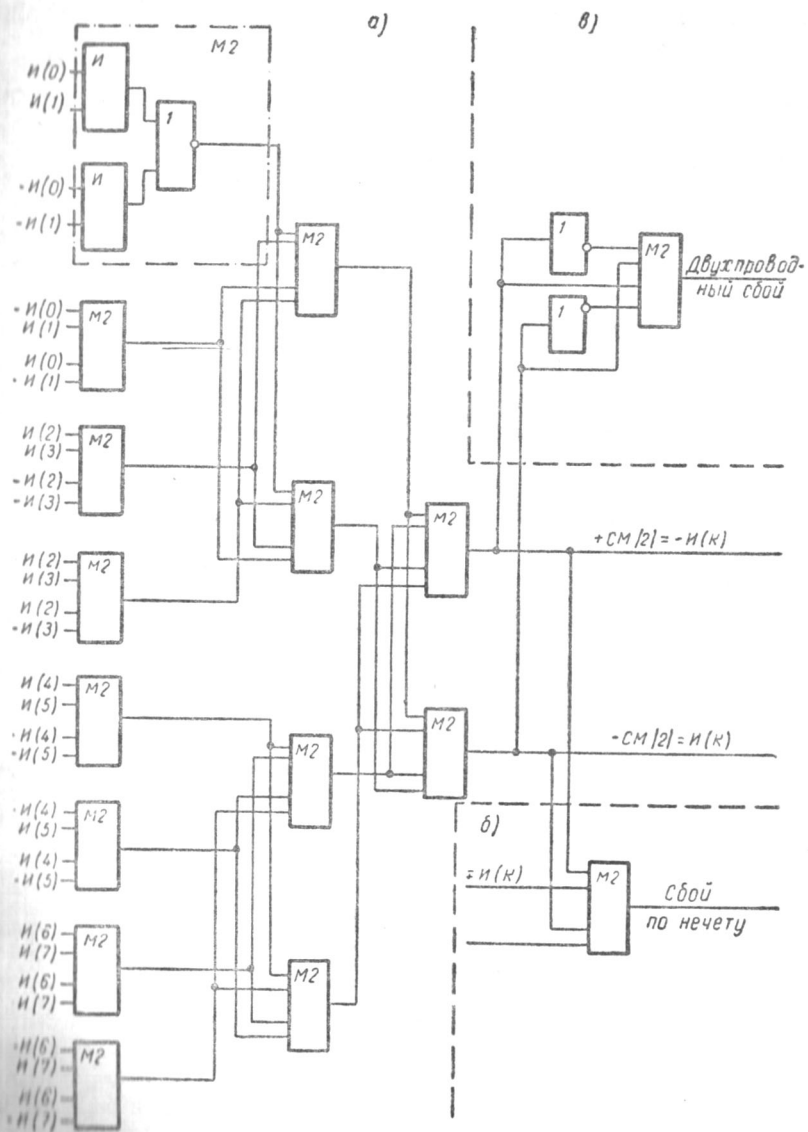 а)
в)
М2
И(0)
И(1)
И
1
-И(0)
-И(1)
И
М2
Двухпровод-
ный сбой
1
М2
1
М2
-И(0)
И(1)
И(0)
-И(1)
М2
И(2)
И(3)
-И(2)
-И(3)
М2
М2
М2
+СМ|2|=-И(к)
И(2)
-И(3)
И(2)
-И(3)
М2
И(4)
И(5)
-И(4)
-И(5)
М2
М2
-СМ|2|=И(к)
М2
-И(4)
И(5)
И(4)
-И(5)
М2
б)
∓И(к)
М2
Сбой
по нечету
И(6)
И(7)
И(6)
И(7)
М2
М2
-И(6)
И(7)
И(6)
-И(7)
М2